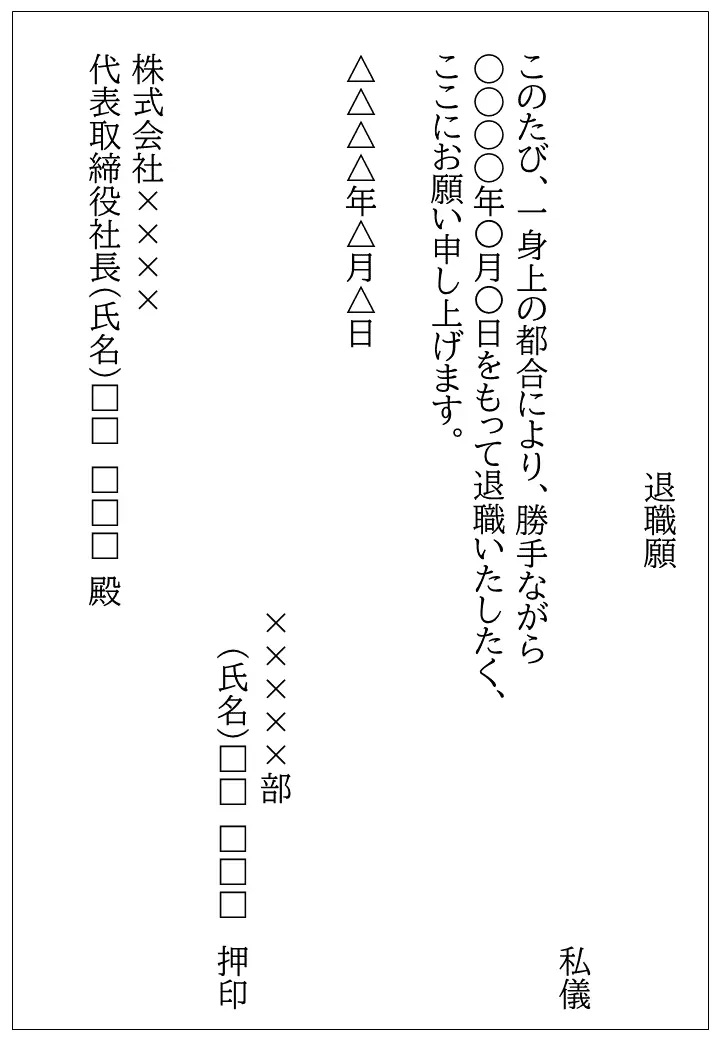 退職願
私儀
このたび、一身上の都合により、勝手ながら
〇〇〇〇年〇月〇日をもって退職いたしたく、
ここにお願い申し上げます。
△△△△年△月△日
×××××部
（氏名）□□ □□□ 押印
株式会社××××
代表取締役社長（氏名）□□ □□□ 殿